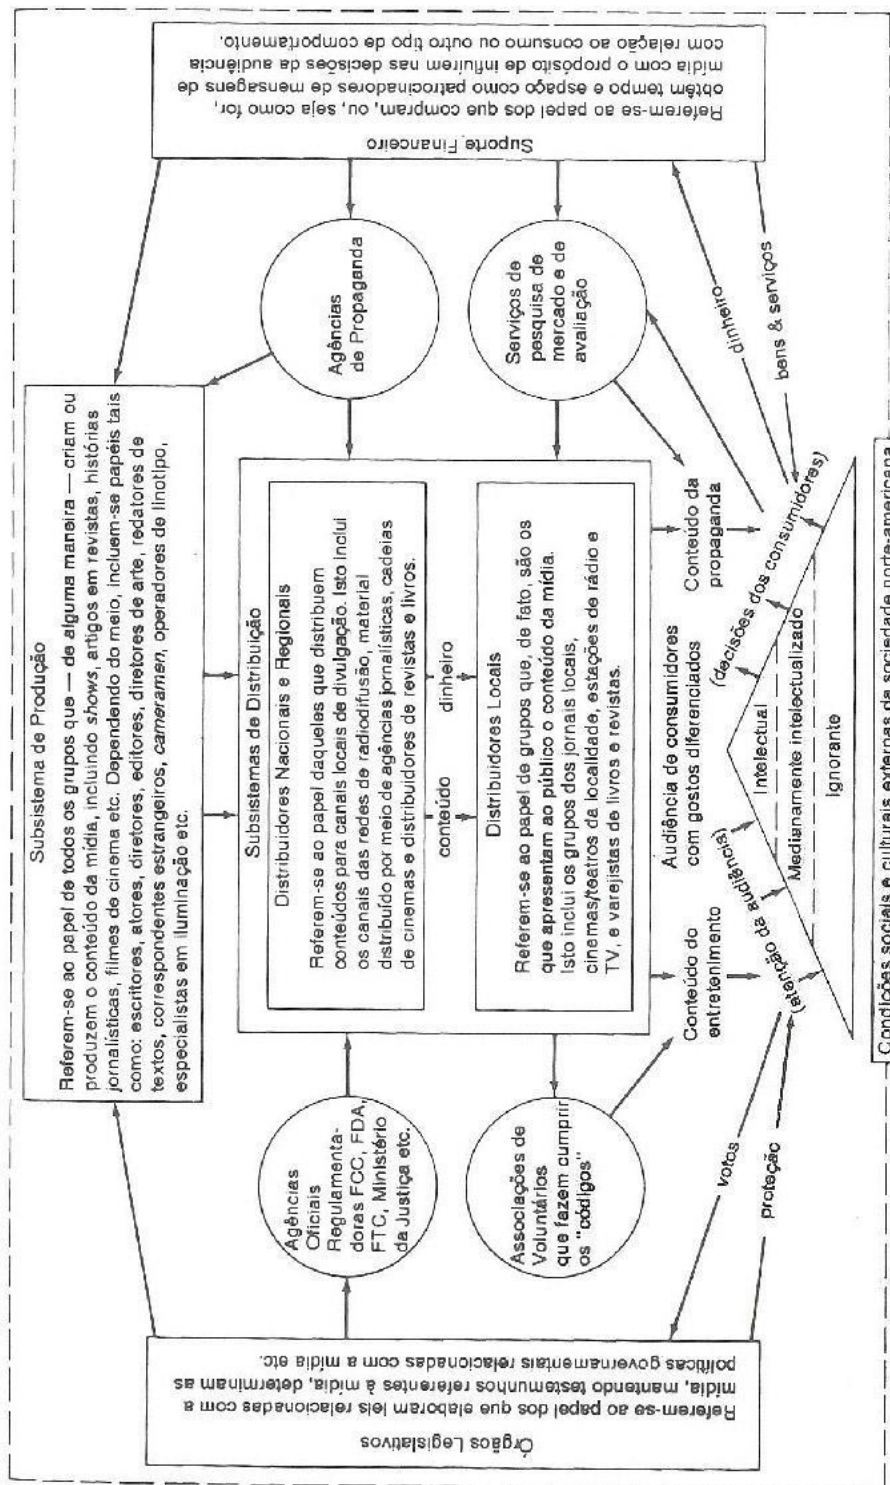 Subsistema de Produção
Referem-se ao papel de todos os grupos que — de alguma maneira — criam ou
produzem o conteúdo da mídia, incluindo shows, artigos em revistas, histórias
jornalísticas, filmes de cinema etc. Dependendo do meio, incluem-se papéis tais
como: escritores, atores, diretores, editores, diretores de arte, redatores de
textos, correspondentes estrangeiros, cameramen, operadores de linotipo,
especialistas em iluminação etc.
Órgãos Legislativos
Referem-se ao papel dos que elaboram leis relacionadas com a
mídia, mantendo testemunhos referentes à mídia, determinam as
políticas governamentais relacionadas com a mídia etc.
Agências
Oficiais
Regulamenta-
doras FCC, FDA,
FTC, Ministério
da Justiça etc.
Associações de
Voluntários
que fazem cumprir
os "códigos"
Subsistemas de Distribuição
Distribuidores Nacionais e Regionais
Referem-se ao papel daqueles que distribuem
conteúdos para canais locais de divulgação. Isto inclui
os canais das redes de radiodifusão, material
distribuído por meio de agências jornalísticas, cadeias
de cinemas e distribuidores de revistas e livros.
conteúdo
dinheiro
Distribuidores Locais
Referem-se ao papel de grupos que, de fato, são os
que apresentam ao público o conteúdo da mídia.
Isto inclui os grupos dos jornais locais,
cinemas/teatros da localidade, estações de rádio e
TV, e varejistas de livros e revistas.
Agências
de Propaganda
Serviços de
pesquisa de
mercado e de
avaliação
Suporte Financeiro
Referem-se ao papel dos que compram, ou, seja como for,
obtêm tempo e espaço como patrocinadores de mensagens de
mídia com o propósito de influírem nas decisões da audiência
com relação ao consumo ou outro tipo de comportamento.
Conteúdo do
entretenimento
Audiência de consumidores
com gostos diferenciados
Conteúdo da
propaganda
votos
proteção
(atenção da audiência)
(decisões dos consumidores)
dinheiro
bens & serviços
Intelectual
Medianamente intelectualizado
Ignorante
Condições sociais e culturais externas da sociedade norte-americana